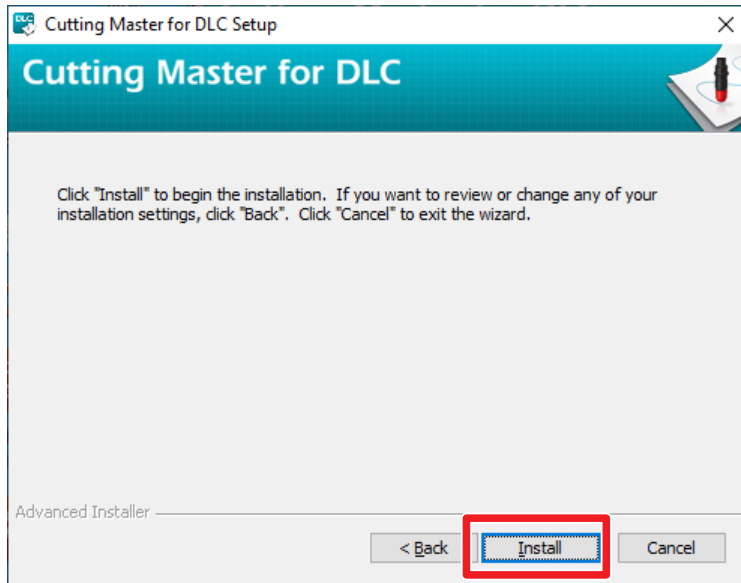 DLC Cutting Master for DLC Setup
Cutting Master for DLC
Click "Install" to begin the installation.  If you want to review or change any of your
installation settings, click "Back".  Click "Cancel" to exit the wizard.
Advanced Installer
< Back Install Cancel